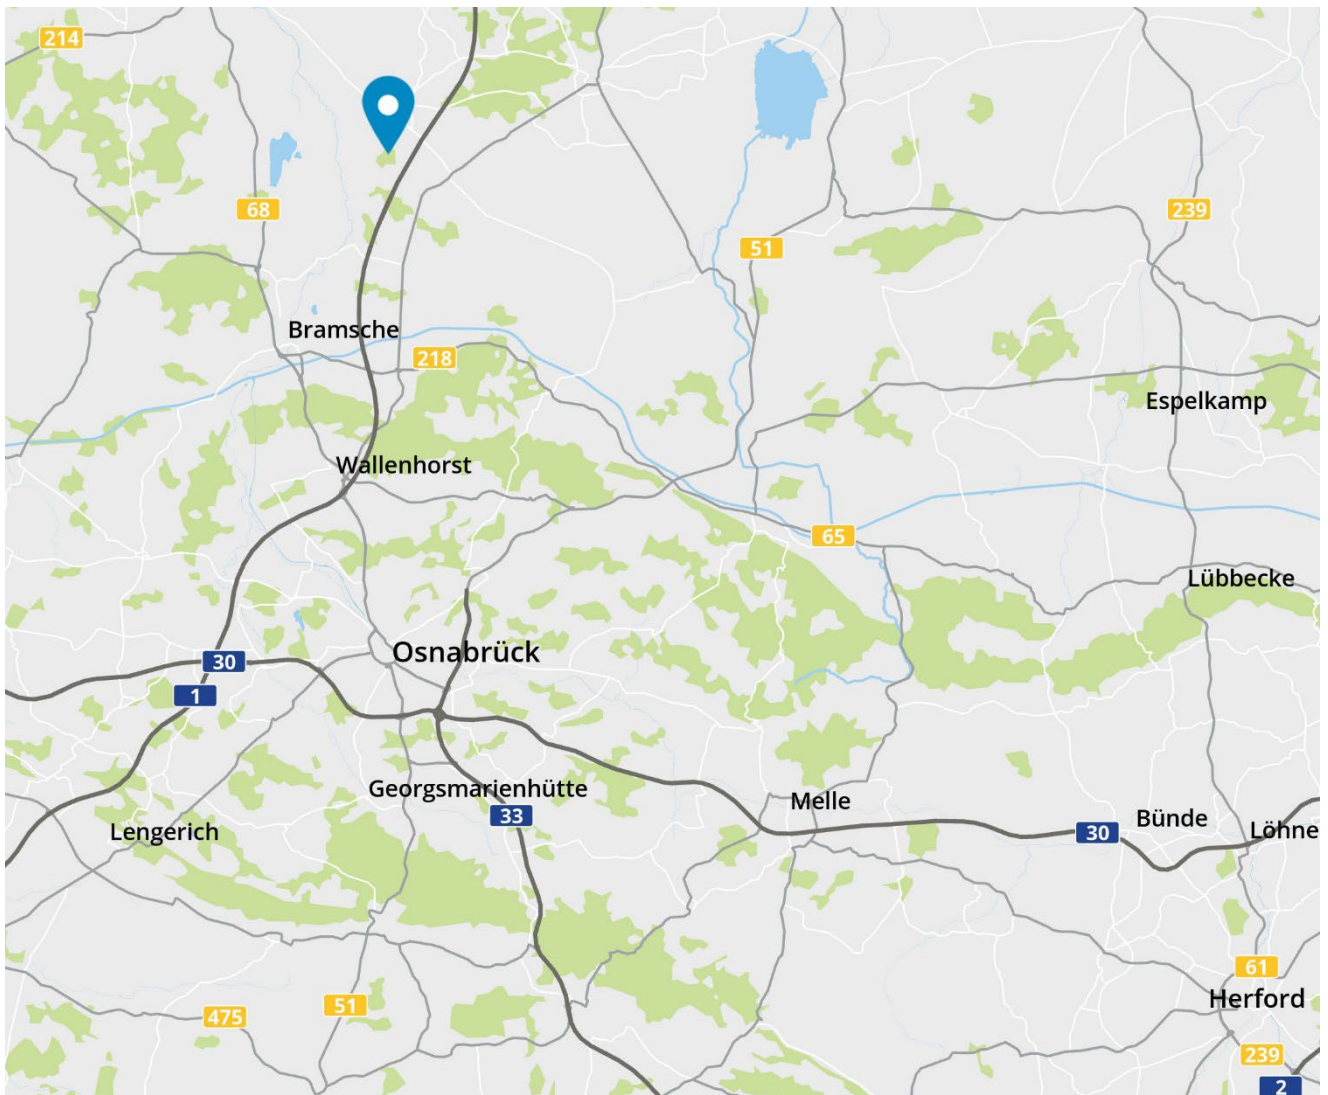 214
68
239
51
Bramsche
218
Espelkamp
Wallenhorst
65
Lübbecke
Osnabrück
30
1
Georgsmarienhütte
Melle
33
Bünde
Lengerich
30
Löhne
61
Herford
51
475
239
2